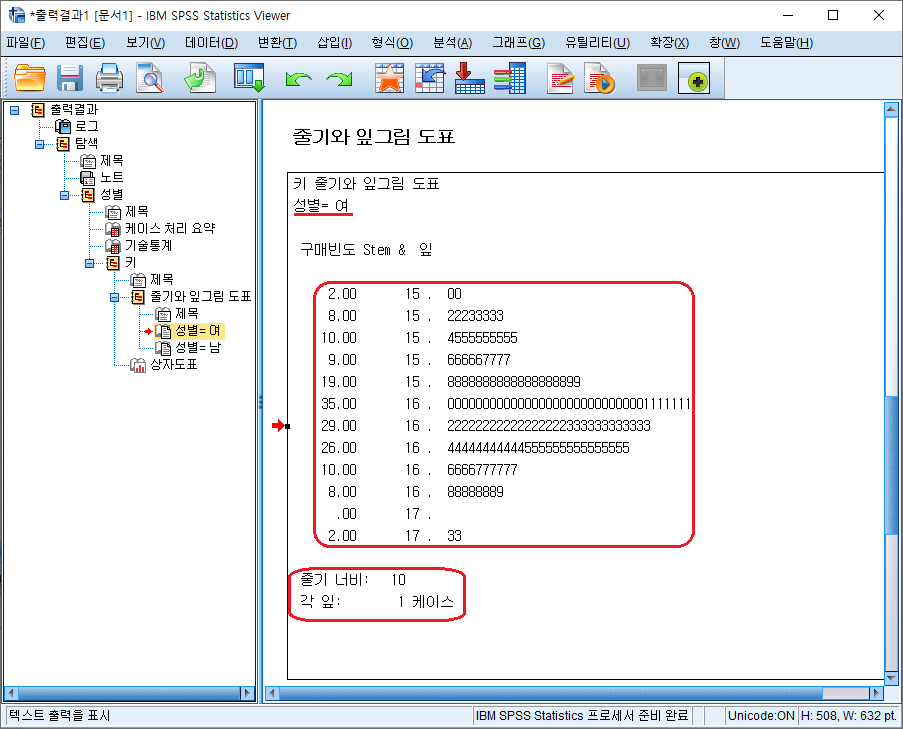 *출력결과1 [문서1] - IBM SPSS Statistics Viewer
파일(F) 편집(E) 보기(V) 데이터(D) 변환(T) 삽입(I) 형식(O) 분석(A) 그래프(G) 유틸리티(U) 확장(X) 창(W) 도움말(H)
출력결과
로그
탐색
제목
노트
성별
제목
케이스 처리 요약
기술통계
키
제목
줄기와 잎그림 도표
제목
성별= 여
성별= 남
상자도표
줄기와 잎그림 도표
키 줄기와 잎그림 도표
성별= 여
구매빈도 Stem & 잎
2.00 15 . 00
8.00 15 . 22233333
10.00 15 . 4555555555
9.00 15 . 666667777
19.00 15 . 8888888888888888899
35.00 16 . 00000000000000000000000000001111111
29.00 16 . 22222222222222222333333333333
26.00 16 . 44444444444555555555555555
10.00 16 . 6666777777
8.00 16 . 88888889
.00 17 .
2.00 17 . 33
줄기 너비: 10
각 잎: 1 케이스
텍스트 출력을 표시
IBM SPSS Statistics 프로세서 준비 완료
Unicode:ON
H: 508, W: 632 pt.